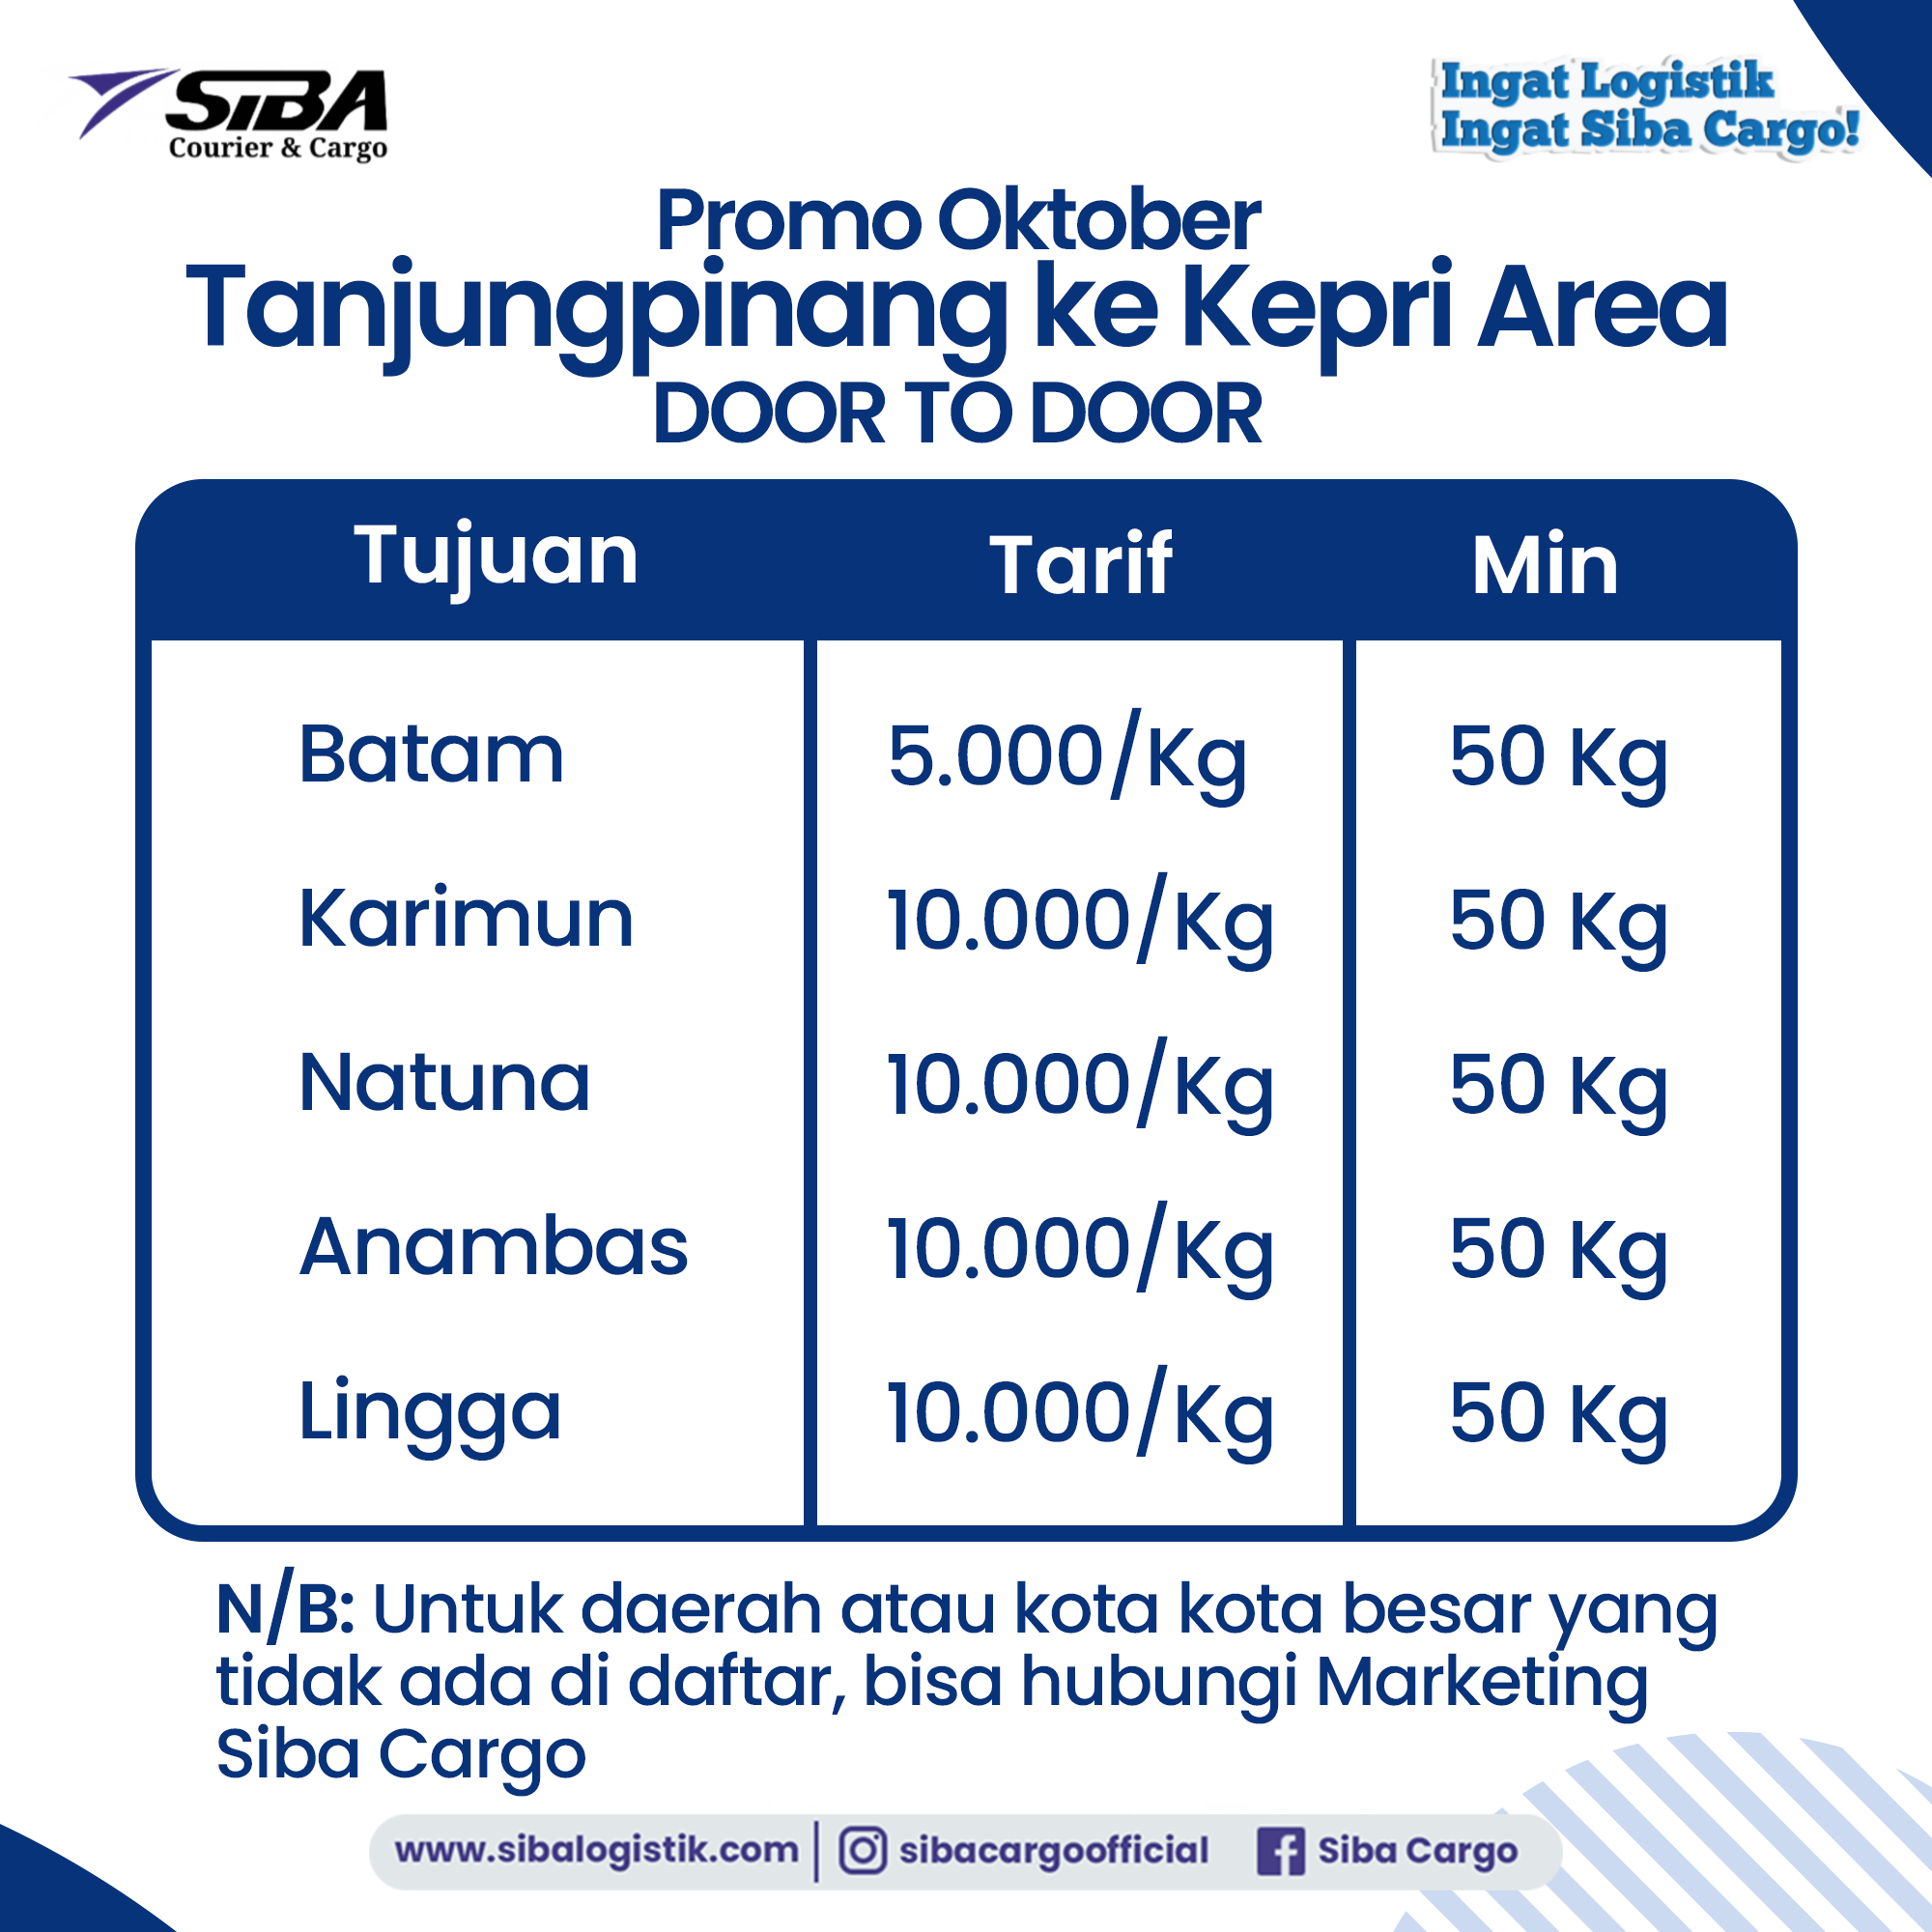 SIBA
Courier & Cargo
Ingat Logistik
Ingat Siba Cargo!
Promo Oktober
Tanjungpinang ke Kepri Area
DOOR TO DOOR
Tujuan Tarif Min
Batam 5.000/Kg 50 Kg
Karimun 10.000/Kg 50 Kg
Natuna 10.000/Kg 50 Kg
Anambas 10.000/Kg 50 Kg
Lingga 10.000/Kg 50 Kg
N/B: Untuk daerah atau kota kota besar yang
tidak ada di daftar, bisa hubungi Marketing
Siba Cargo
www.sibalogistik.com sibacargoofficial Siba Cargo